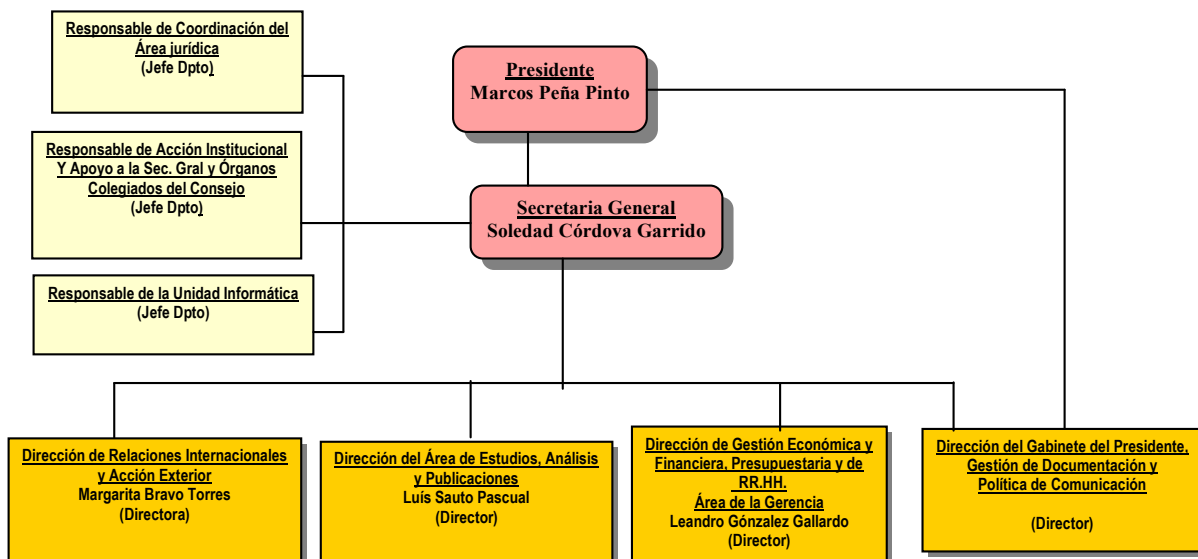 Responsable de Coordinación del
Área jurídica
(Jefe Dpto)
Presidente
Marcos Peña Pinto
Responsable de Acción Institucional
Y Apoyo a la Sec. Gral y Órganos
Colegiados del Consejo
(Jefe Dpto)
Secretaria General
Soledad Córdova Garrido
Responsable de la Unidad Informática
(Jefe Dpto)
Dirección de Relaciones Internacionales
y Acción Exterior
Margarita Bravo Torres
(Directora)
Dirección del Área de Estudios, Análisis
y Publicaciones
Luís Sauto Pascual
(Director)
Dirección de Gestión Económica y
Financiera, Presupuestaria y de
RR.HH.
Área de la Gerencia
Leandro Gónzalez Gallardo
(Director)
Dirección del Gabinete del Presidente,
Gestión de Documentación y
Política de Comunicación
(Director)